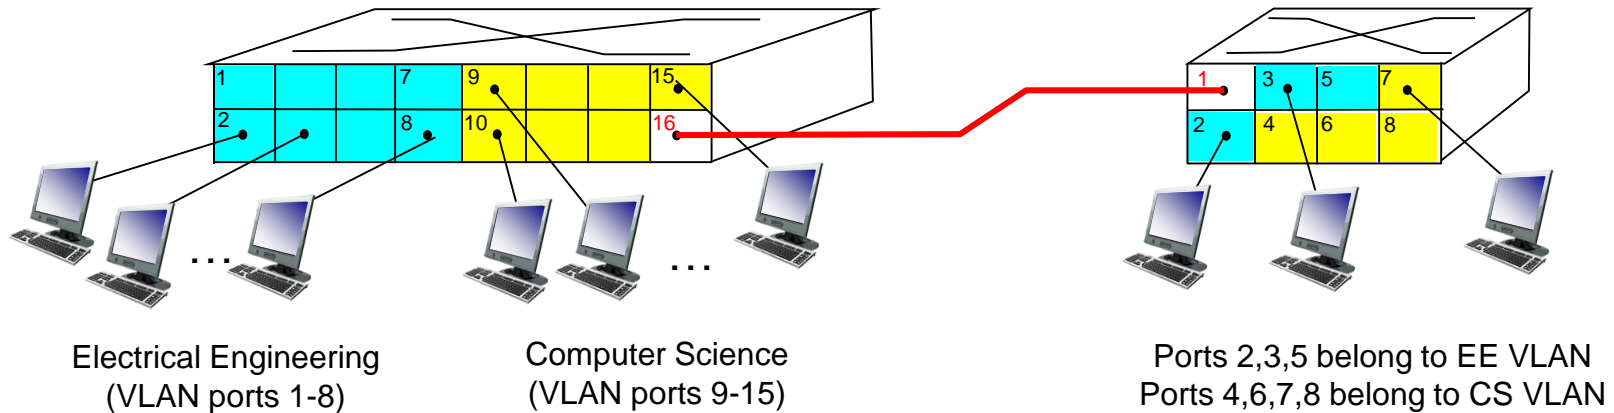 1 7 9 15
2 8 10 16
1 3 5 7
2 4 6 8
... ...
Electrical Engineering
(VLAN ports 1-8)
Computer Science
(VLAN ports 9-15)
Ports 2,3,5 belong to EE VLAN
Ports 4,6,7,8 belong to CS VLAN